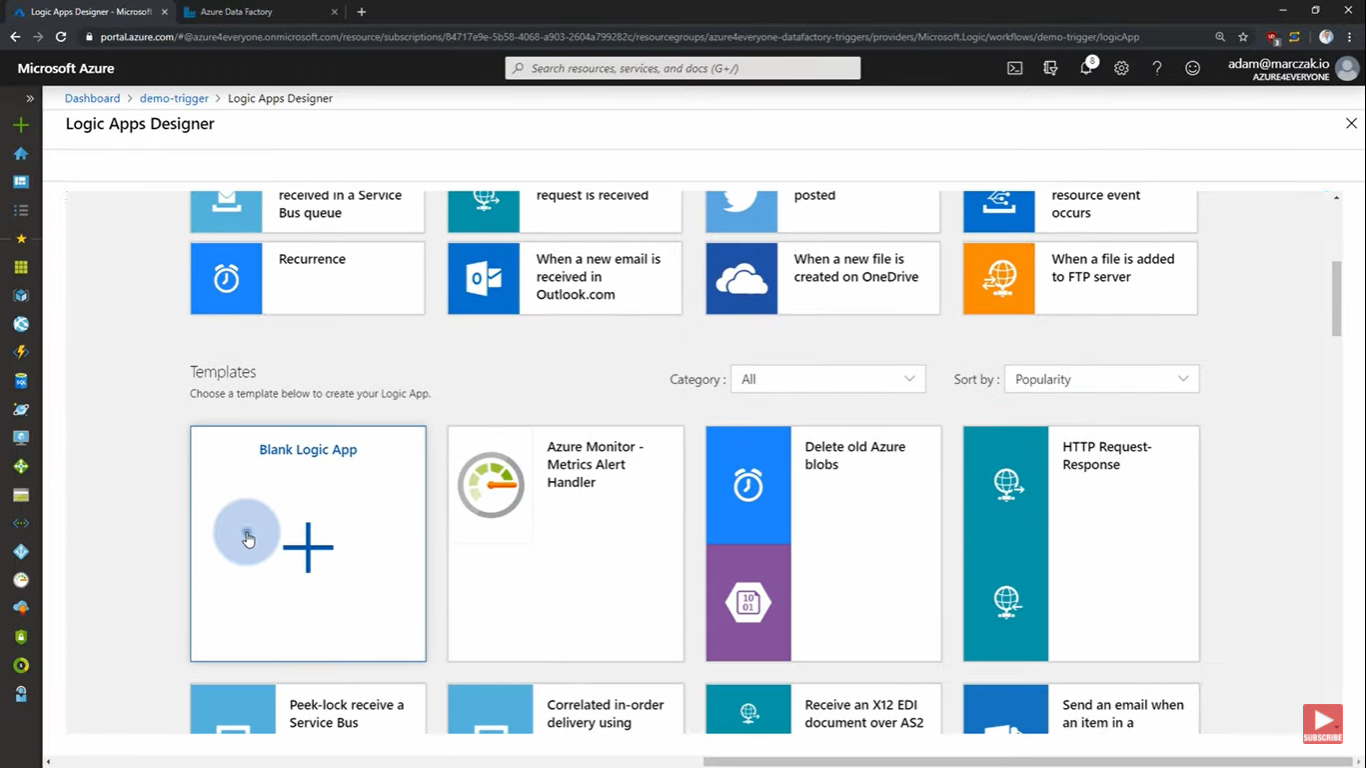 Logic Apps Designer - Microsoft
Azure Data Factory
portal.azure.com/#@azure4everyone.onmicrosoft.com/resource/subscriptions/84717e9e-5b58-4068-a903-2604a799282c/resourcegroups/azure4everyone-datafactory-triggers/providers/Microsoft.Logic/workflows/demo-trigger/logicApp
Microsoft Azure
Search resources, services, and docs (G+/)
8
adam@marczak.io
AZURE4EVERYONE
Dashboard > demo-trigger > Logic Apps Designer
Logic Apps Designer
received in a Service
Bus queue
request is received
posted
resource event
occurs
Recurrence
When a new email is
received in
Outlook.com
When a new file is
created on OneDrive
When a file is added
to FTP server
Templates
Choose a template below to create your Logic App.
Category : All
Sort by : Popularity
Blank Logic App
Azure Monitor -
Metrics Alert
Handler
Delete old Azure
blobs
10
01
HTTP Request-
Response
Peek-lock receive a
Service Bus
Correlated in-order
delivery using
Receive an X12 EDI
document over AS2
Send an email when
an item in a
SUBSCRIBE